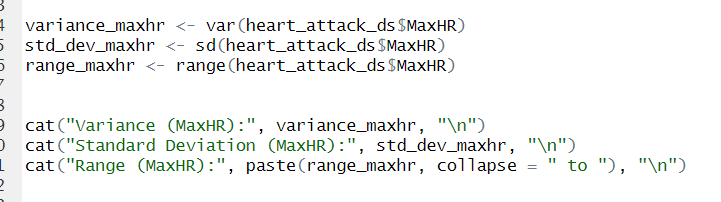 variance_maxhr <- var(heart_attack_ds$MaxHR)
std_dev_maxhr <- sd(heart_attack_ds$MaxHR)
range_maxhr <- range(heart_attack_ds$MaxHR)
cat("Variance (MaxHR):", variance_maxhr, "\n")
cat("Standard Deviation (MaxHR):", std_dev_maxhr, "\n")
cat("Range (MaxHR):", paste(range_maxhr, collapse = " to "), "\n")